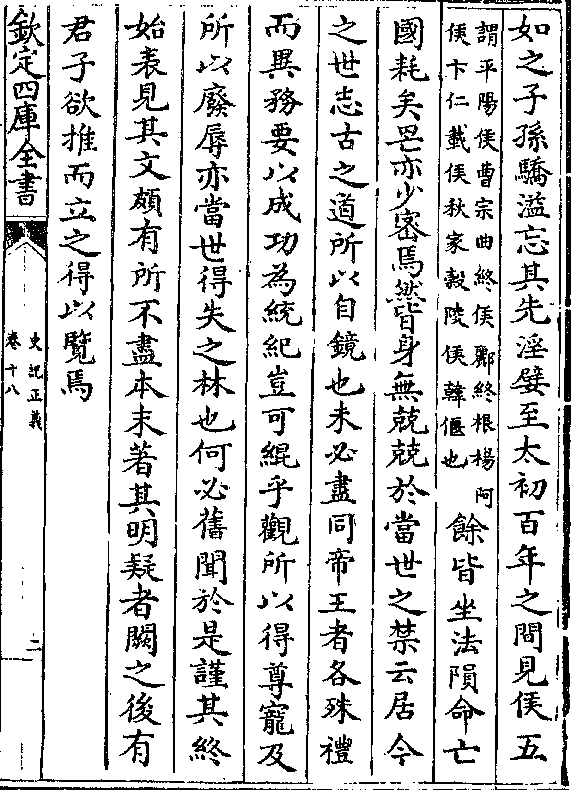 如之子孫驕溢忘其先淫嬖至太初百年之間見侯五
謂平陽侯曹宗曲終侯酈終根楊阿
侯卞仁戴侯秋家穀陵侯韓偃也
餘皆坐法隕命亡
國耗矣罔亦少密焉然皆身無兢兢於當世之禁云居今
之世志古之道所以自鏡也未必盡同帝王者各殊禮
而異務要以成功為統紀豈可緄乎觀所以得尊寵及
所以廢辱亦當世得失之林也何必舊聞於是謹其終
始表見其文頗有所不盡本末著其明疑者闕之後有
君子欲推而立之得以覽焉
欽定四庫全書
史記正義
卷十八
二